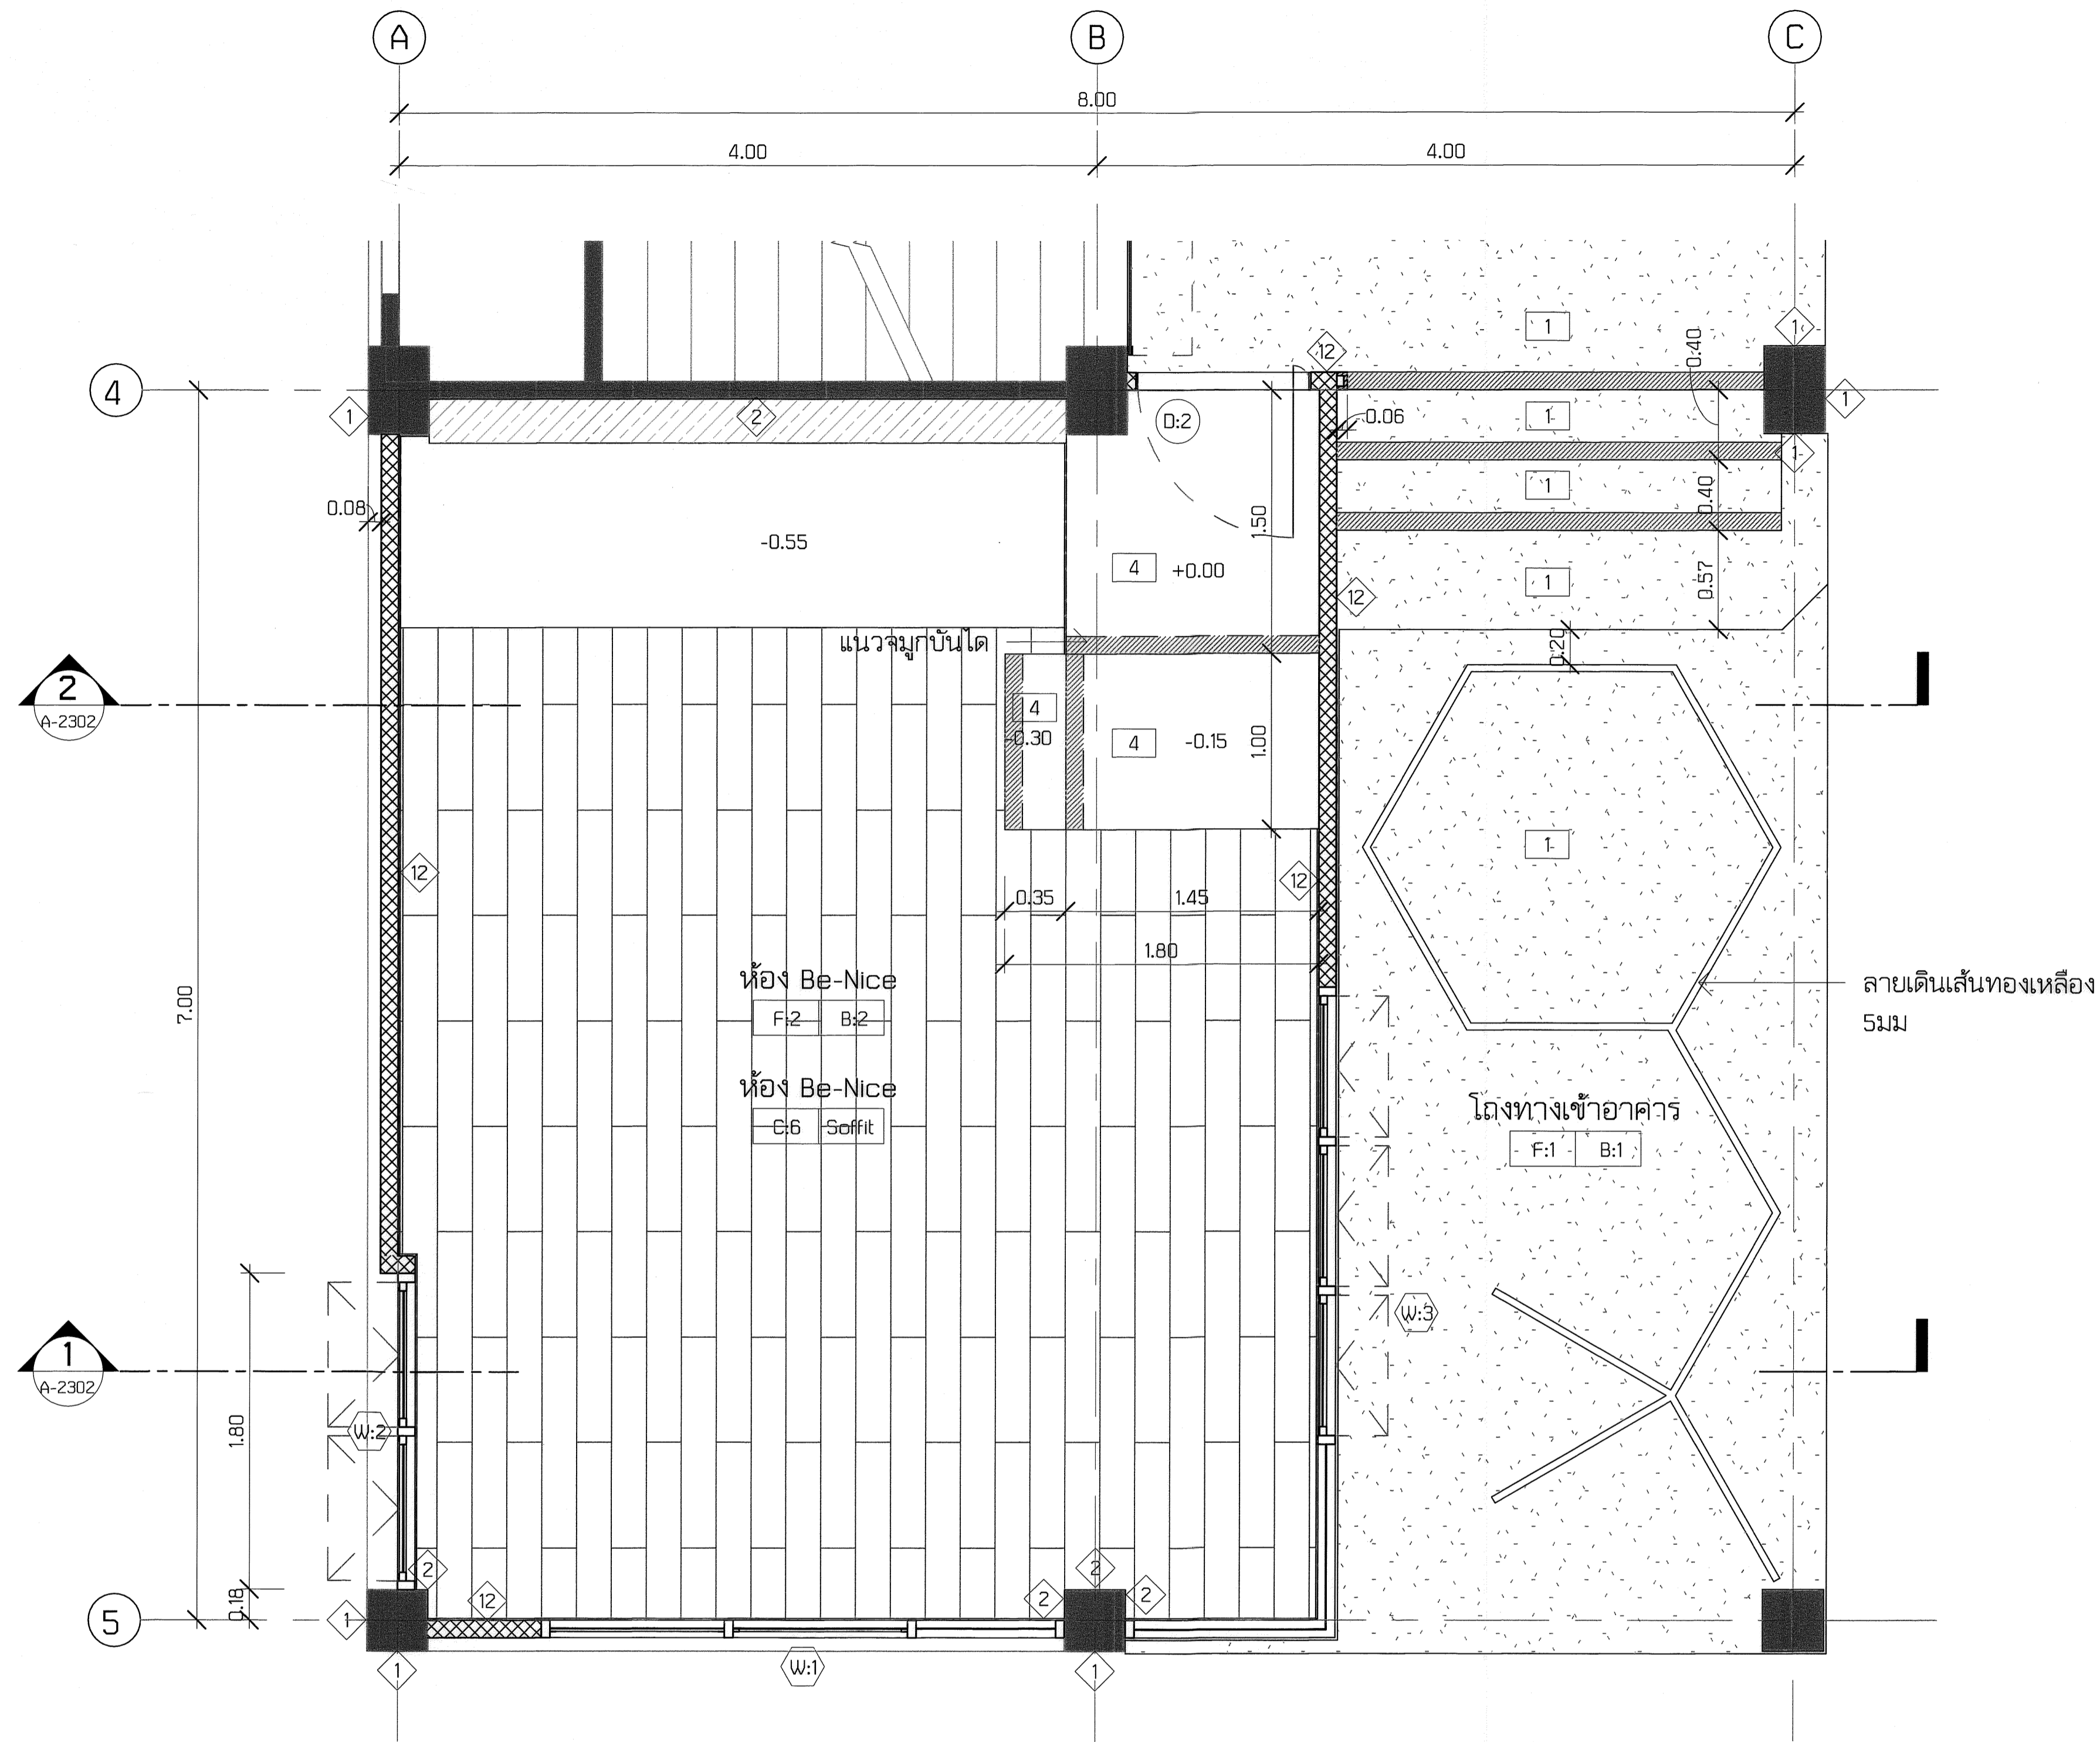 A
B
C
8.00
4.00
4.00
1
1
0.40
12
4
1
2
D:2
0.06
1
1
1
0.08
1
0.40
1.50
-0.55
4
+0.00
1
0.57
12
แนวจมูกบันได
0.20
2
A-2302
4
-0.30
4
-0.15
1.00
1
12
12
0.35
1.45
1.80
ห้อง Be-Nice
F:2
B:2
7.00
ลายเดินเส้นทองเหลือง
5มม
ห้อง Be-Nice
C:6
Soffit
โถงทางเข้าอาคาร
F:1
B:1
W:3
1
A-2302
1.80
W:2
2
2
12
2
2
0.18
5
1
W:1
1
1